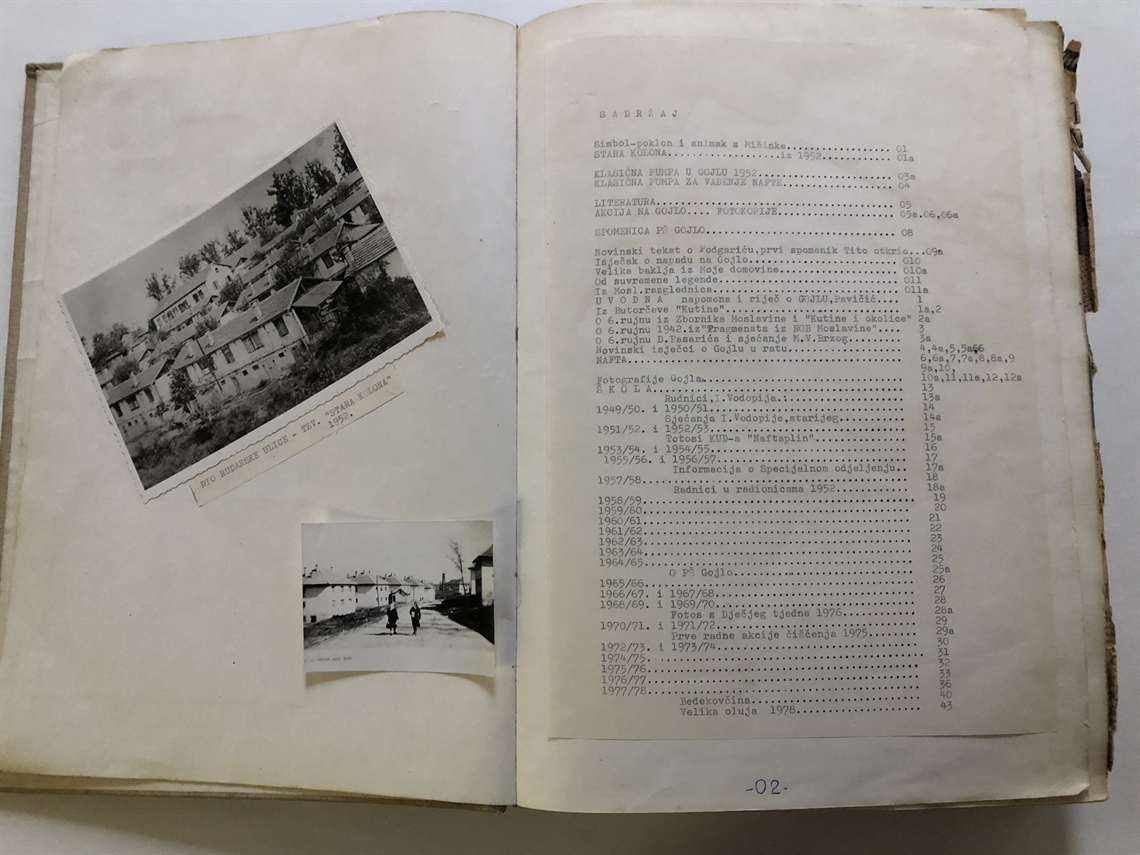 DIO RUDARSKE ULICE - TZV. "STARA KOLONA"
1952.
S A D R Ž A J
Simbol-poklon i snimak s Mišinke.................. 01
STARA KOLONA................iz 1952.......... 01a
KLASIČNA PUMPA U GOJLU 1952................... 03a
KLASIČNA PUMPA ZA VAĐENJE NAFTE............... 04
LITERATURA.................................... 05
AKCIJA NA GOJLO.... FOTOKOPIJE................ 05a.06,06a
SPOMENICA PŠ GOJLO............................ 08
Novinski tekst o Podgariću,prvi spomenik Tito otkrio...09a
Isječak o napadu na Gojlo..................... 010
Velika baklja iz Moje domovine................ 010a
Od suvremene legende.......................... 011
Iz Mosl.razglednica........................... 011a
U V O D N A napomena i riječ o GOJLU,Pavičić.... 1
Iz Butorčeve "Kutine"......................... 1a,2
O 6.rujnu iz Zbornika Moslavine i "Kutine i okolice" 2a
O 6.rujnu 1942.iz"Fragmenata iz NOB Moslavine".... 3
O 6.rujnu D.Pasarića i sjećanje M.V.Brzog........ 3a
Novinski isječci o Gojlu u ratu............... 4,4a,5,5a66
NAFTA......................................... 6,6a,7,7a,8,8a,9
9a,10,
Fotografije Gojla............................. 10a,11,11a,12,12a
Š K O L A..................................... 13
Rudnici,I.Vodopija.:............... 13a
1949/50. i 1950/51............................ 14
Sjećanja I.Vodopije,starijeg....... 14a
1951/52. i 1952/53............................ 15
Totosi KUD-a "Naftaplin"........... 15a
1953/54. i 1954/55............................ 16
1955/56. i 1956/57............................ 17
Informacija o Specijalnom odjeljenju.. 17a
1957/58....................................... 18
Radnici u radionicama 1952........... 18a
1958/59....................................... 19
1959/60....................................... 20
1960/61....................................... 21
1961/62....................................... 22
1962/63....................................... 23
1963/64....................................... 24
1964/65....................................... 25
O PŠ Gojlo......................... 25a
1965/66....................................... 26
1966/67. i 1967/68............................ 27
1968/69. i 1969/70............................ 28
Fotos s Dječjeg tjedna 1976........ 28a
1970/71. i 1971/72............................ 29
Prve radne akcije čišćenja 1975....... 29a
1972/73. i 1973/74............................ 30
1974/75....................................... 31
1975/76....................................... 32
1976/77....................................... 33
1977/78....................................... 36
Bedekovčina........................ 40
Velika oluja 1978.................. 43
-02-